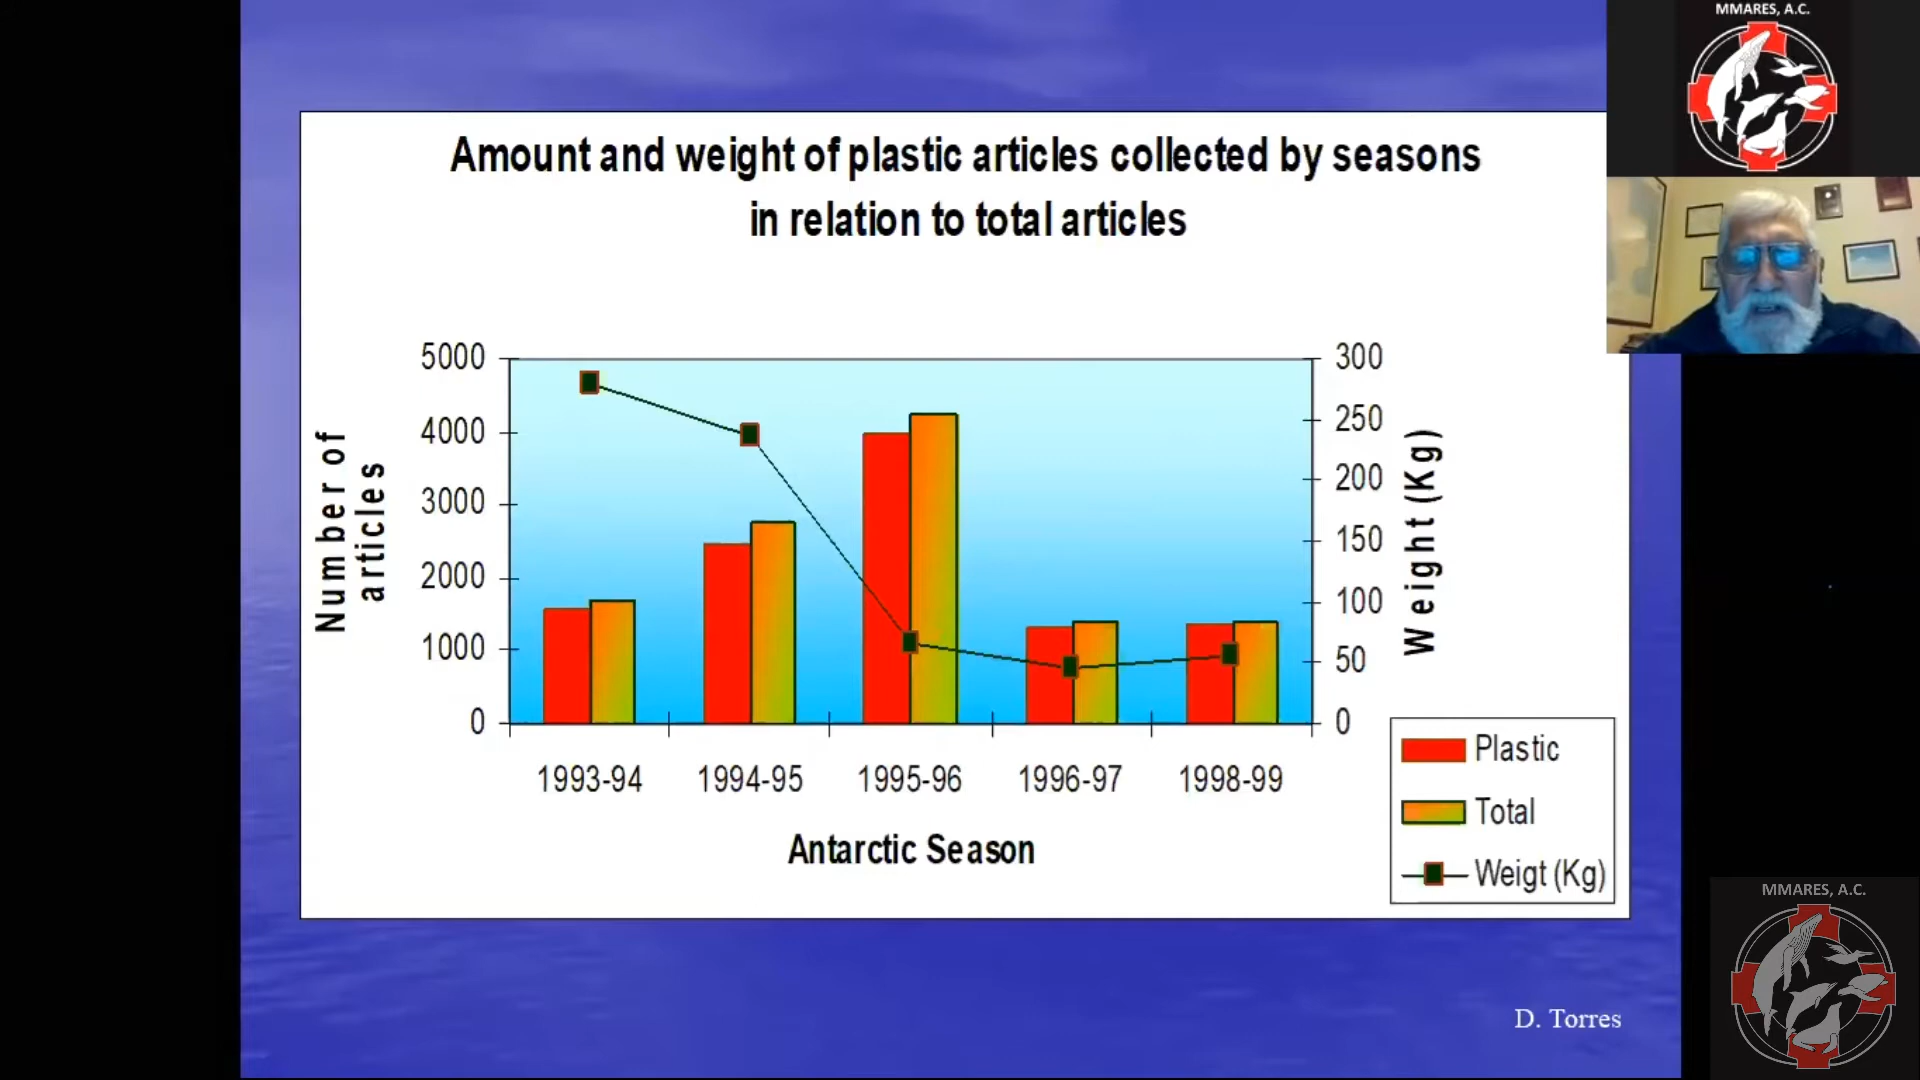 MMARES, A.C.
Amount and weight of plastic articles collected by seasons
in relation to total articles
Number of
articles
5000
4000
3000
2000
1000
0
300
250
200
150
100
50
0
Weight (Kg)
1993-94
1994-95
1995-96
1996-97
1998-99
Antarctic Season
Plastic
Total
Weigt (Kg)
MMARES, A.C.
D. Torres